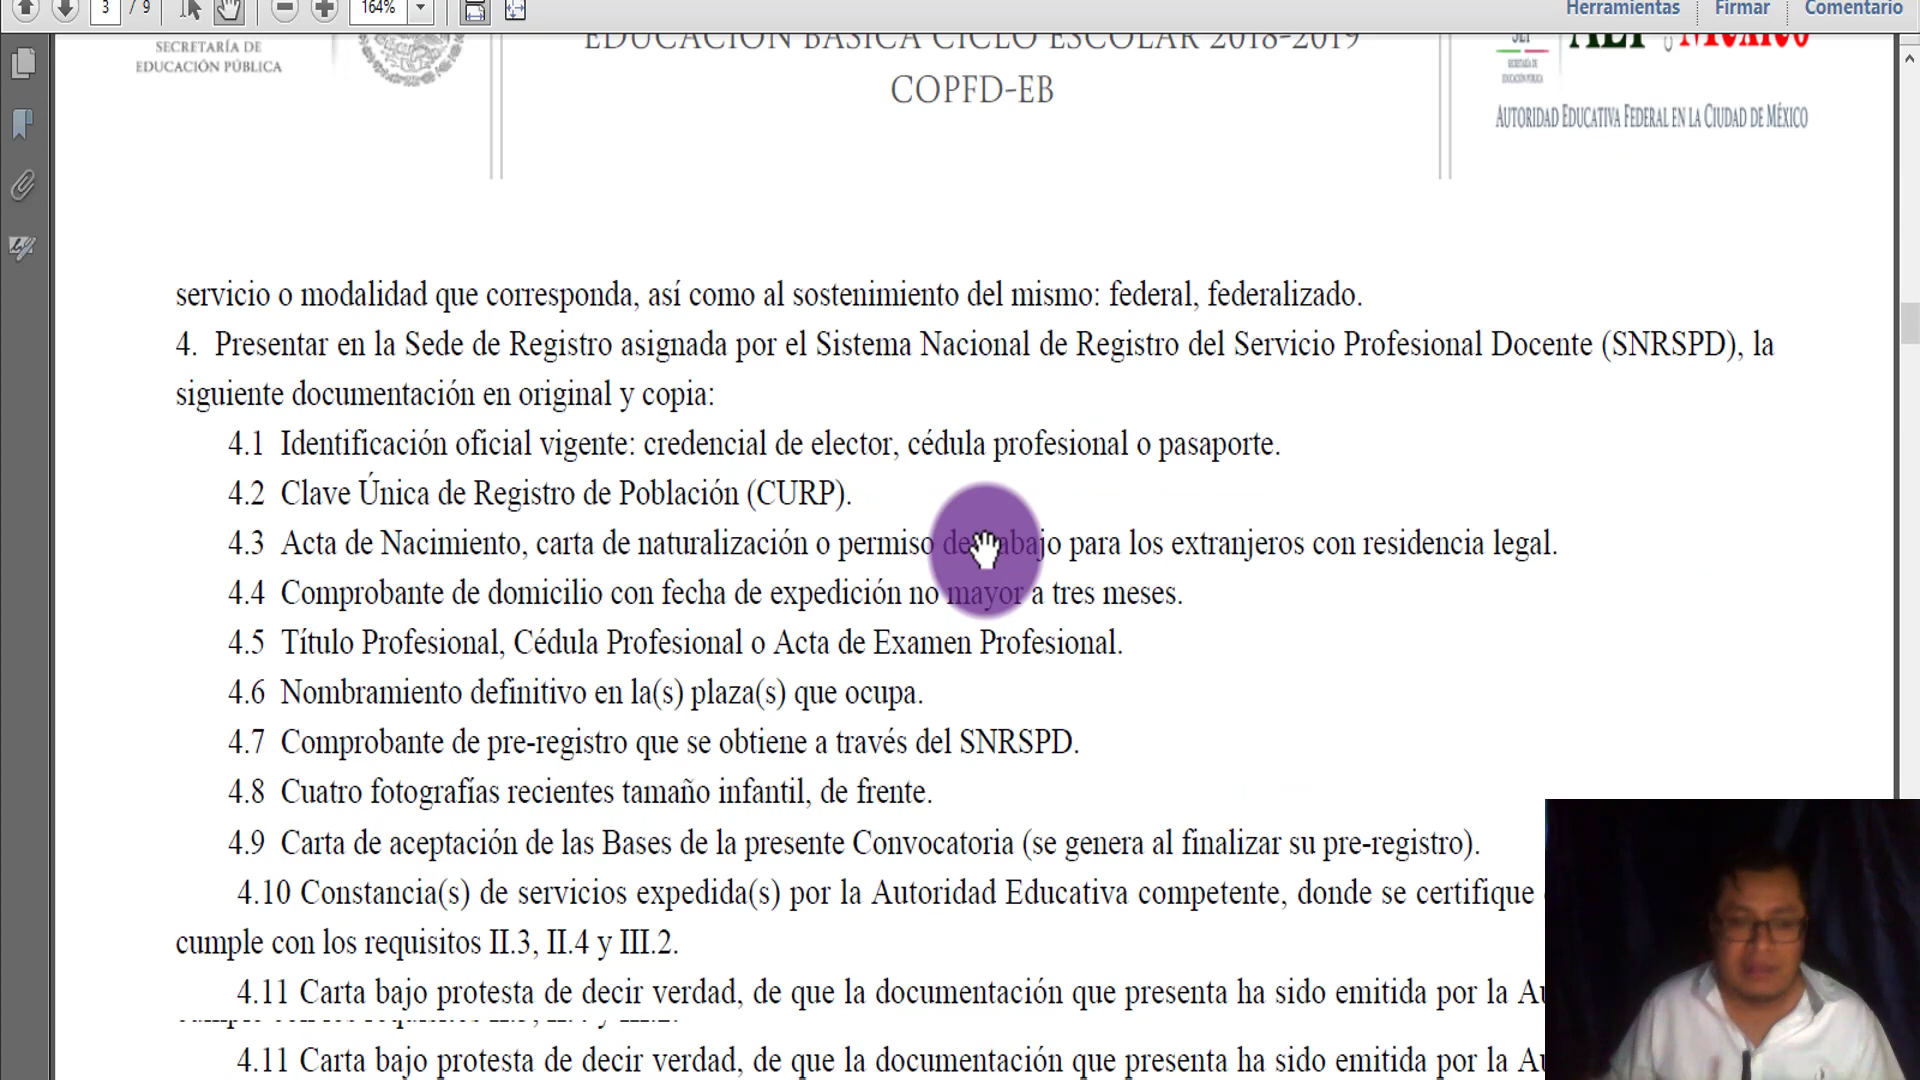 3 / 9
164%
Herramientas
Firmar
Comentario
SECRETARÍA DE
EDUCACIÓN PÚBLICA
EDUCACIÓN BÁSICA CICLO ESCOLAR 2018-2019
COPFD-EB
AUTORIDAD EDUCATIVA FEDERAL EN LA CIUDAD DE MÉXICO
servicio o modalidad que corresponda, así como al sostenimiento del mismo: federal, federalizado.
4. Presentar en la Sede de Registro asignada por el Sistema Nacional de Registro del Servicio Profesional Docente (SNRSPD), la
siguiente documentación en original y copia:
4.1 Identificación oficial vigente: credencial de elector, cédula profesional o pasaporte.
4.2 Clave Única de Registro de Población (CURP).
4.3 Acta de Nacimiento, carta de naturalización o permiso de trabajo para los extranjeros con residencia legal.
4.4 Comprobante de domicilio con fecha de expedición no mayor a tres meses.
4.5 Título Profesional, Cédula Profesional o Acta de Examen Profesional.
4.6 Nombramiento definitivo en la(s) plaza(s) que ocupa.
4.7 Comprobante de pre-registro que se obtiene a través del SNRSPD.
4.8 Cuatro fotografías recientes tamaño infantil, de frente.
4.9 Carta de aceptación de las Bases de la presente Convocatoria (se genera al finalizar su pre-registro).
4.10 Constancia(s) de servicios expedida(s) por la Autoridad Educativa competente, donde se certifique
cumple con los requisitos II.3, II.4 y III.2.
4.11 Carta bajo protesta de decir verdad, de que la documentación que presenta ha sido emitida por la Au
4.11 Carta bajo protesta de decir verdad, de que la documentación que presenta ha sido emitida por la Au